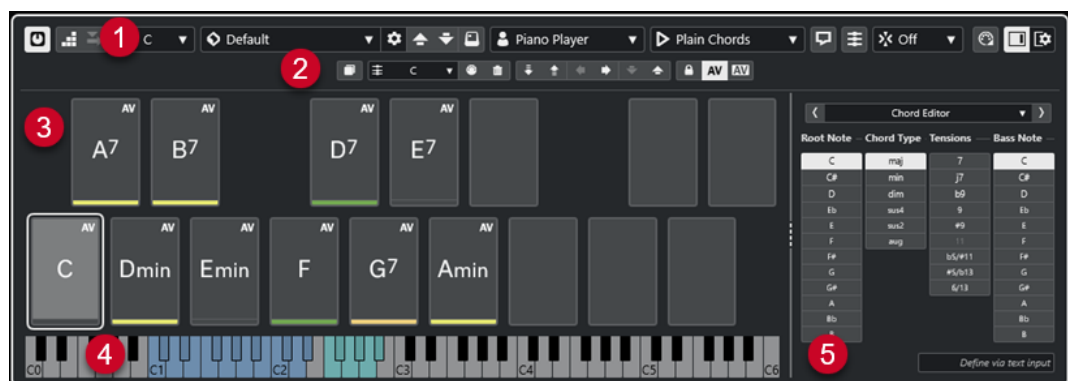 1 C Default Piano Player Plain Chords Off
2 C AV AV
3
AV AV AV AV
A7 B7 D7 E7
AV AV AV AV AV AV
C Dmin Emin F G7 Amin
4
C0 C1 C2 C3 C4 C5 C6
Chord Editor
Root Note Chord Type Tensions Bass Note
C maj 7 C
C# min j7 C#
D dim b9 D
Eb sus4 9 Eb
E sus2 #9 E
F aug 11 F
F# b5/#11 F#
G #5/b13 G
G# 6/13 G#
A A
Bb Bb
B B
5
Define via text input